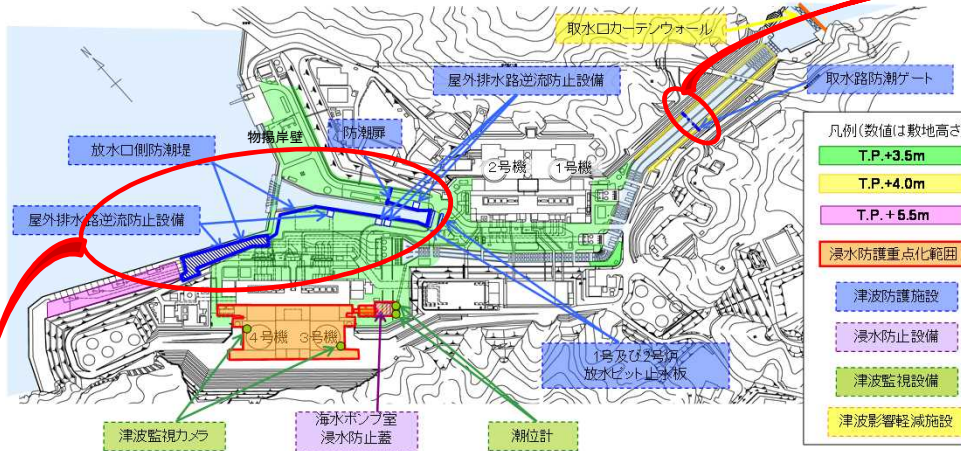 取水口カーテンウォール
屋外排水路逆流防止設備
取水路防潮ゲート
物揚岸壁
防潮扉
放水口側防潮堤
2号機
1号機
屋外排水路逆流防止設備
4号機
3号機
1号及び2号炉
放水ピット止水板
津波監視カメラ
海水ポンプ室
浸水防止蓋
潮位計
凡例(数値は敷地高さ
T.P.+3.5m
T.P.+4.0m
T.P.+5.5m
浸水防護重点化範囲
津波防護施設
浸水防止設備
津波監視設備
津波影響軽減施設